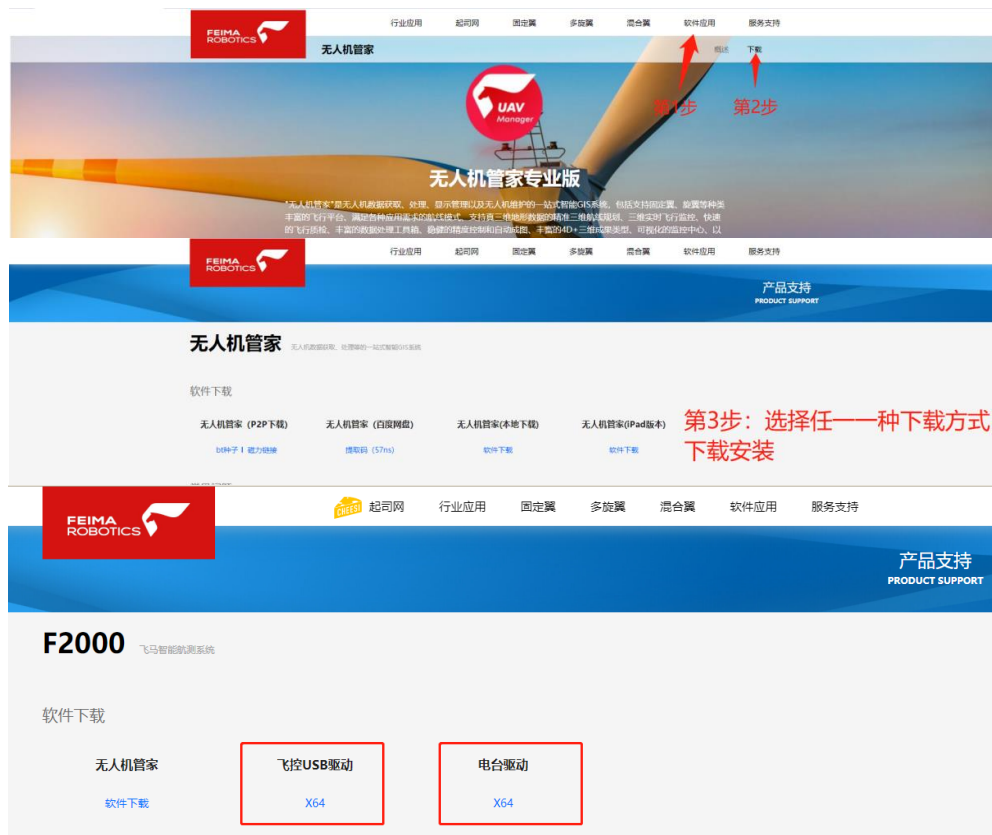 FEIMA
ROBOTICS
行业应用 起司网 固定翼 多旋翼 混合翼 软件应用 服务支持
无人机管家 概述 下载
第1步 第2步
UAV
Manager
无人机管家专业版
"无人机管家"是无人机数据获取、处理、显示管理以及无人机维护的一站式智能GIS系统，包括支持固定翼、旋翼等种类
丰富的飞行平台、满足各种应用需求的航线模式、支持真三维地形数据的精准三维航线规划、三维实时飞行监控、快速
的飞行质检、丰富的数据处理工具箱、稳健的精度控制和自动成图、丰富的4D+三维成果类型、可视化的监控中心、以
FEIMA
ROBOTICS
行业应用 起司网 固定翼 多旋翼 混合翼 软件应用 服务支持
产品支持
PRODUCT SUPPORT
无人机管家 无人机数据获取、处理等的一站式智能GIS系统
软件下载
无人机管家（P2P下载） 无人机管家（百度网盘） 无人机管家(本地下载) 无人机管家(iPad版本)
bt种子 | 磁力链接 提取码（57ns) 软件下载 软件下载
第3步：选择任一一种下载方式
下载安装
FEIMA
ROBOTICS
CHEESI 起司网 行业应用 固定翼 多旋翼 混合翼 软件应用 服务支持
产品支持
PRODUCT SUPPORT
F2000 飞马智能航测系统
软件下载
无人机管家 飞控USB驱动 电台驱动
软件下载 X64 X64